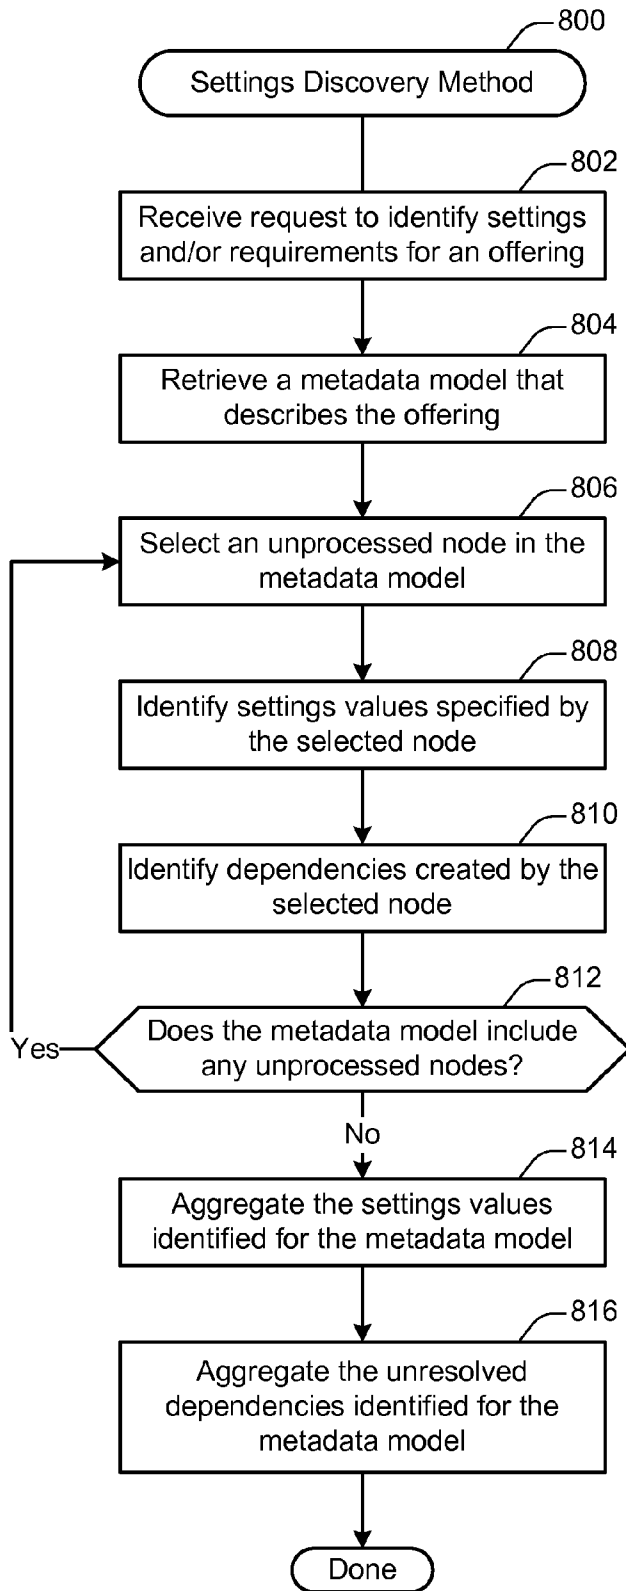 800
Settings Discovery Method
802
Receive request to identify settings
and/or requirements for an offering
804
Retrieve a metadata model that
describes the offering
806
Select an unprocessed node in the
metadata model
808
Identify settings values specified by
the selected node
810
Identify dependencies created by the
selected node
812
Does the metadata model include
any unprocessed nodes?
Yes
No
814
Aggregate the settings values
identified for the metadata model
816
Aggregate the unresolved
dependencies identified for the
metadata model
Done